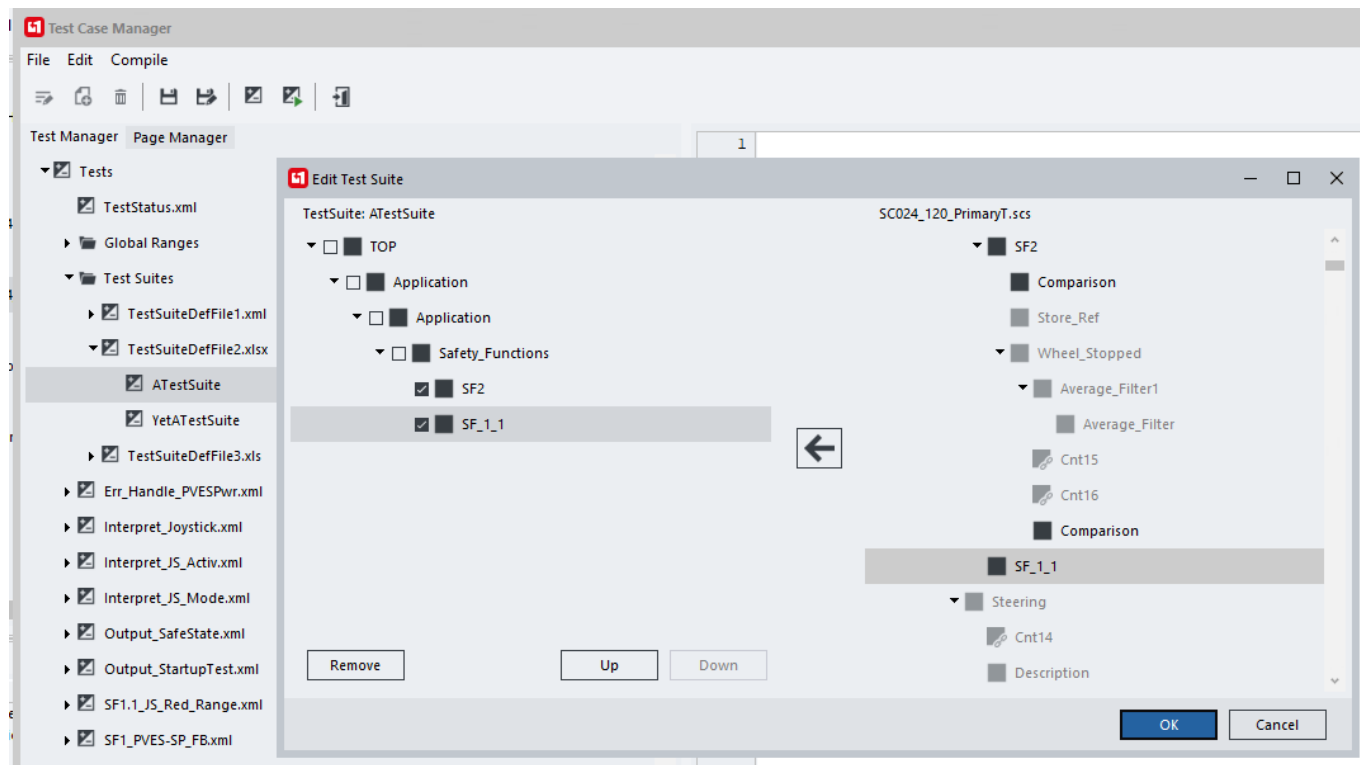 Test Case Manager
File Edit Compile
Test Manager Page Manager
1
Tests
TestStatus.xml
Global Ranges
Test Suites
TestSuiteDefFile1.xml
TestSuiteDefFile2.xlsx
ATestSuite
YetATestSuite
TestSuiteDefFile3.xls
Err_Handle_PVESPwr.xml
Interpret_Joystick.xml
Interpret_JS_Activ.xml
Interpret_JS_Mode.xml
Output_SafeState.xml
Output_StartupTest.xml
SF1.1_JS_Red_Range.xml
SF1_PVES-SP_FB.xml
Edit Test Suite
TestSuite: ATestSuite
TOP
Application
Application
Safety_Functions
SF2
SF_1_1
Remove Up Down
SC024_120_PrimaryT.scs
SF2
Comparison
Store_Ref
Wheel_Stopped
Average_Filter1
Average_Filter
Cnt15
Cnt16
Comparison
SF_1_1
Steering
Cnt14
Description
OK Cancel